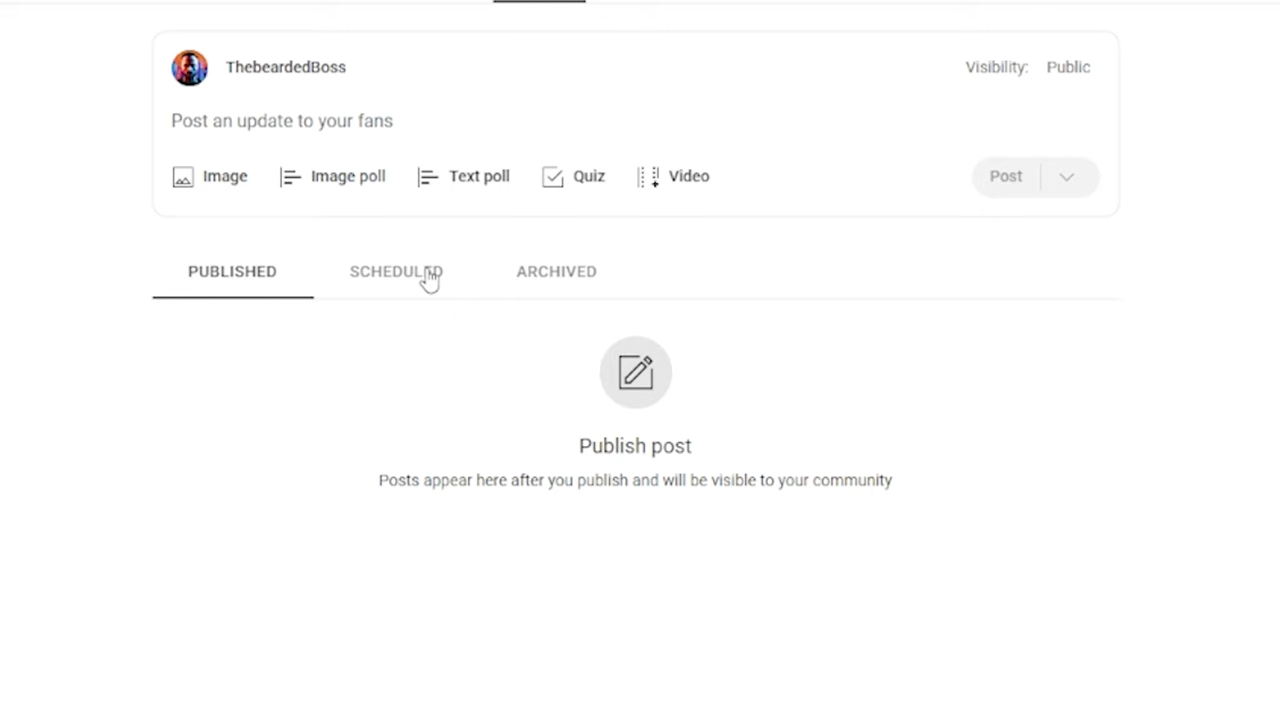 ThebeardedBoss
Visibility: Public
Post an update to your fans
Image Image poll Text poll Quiz Video Post
PUBLISHED SCHEDULED ARCHIVED
Publish post
Posts appear here after you publish and will be visible to your community